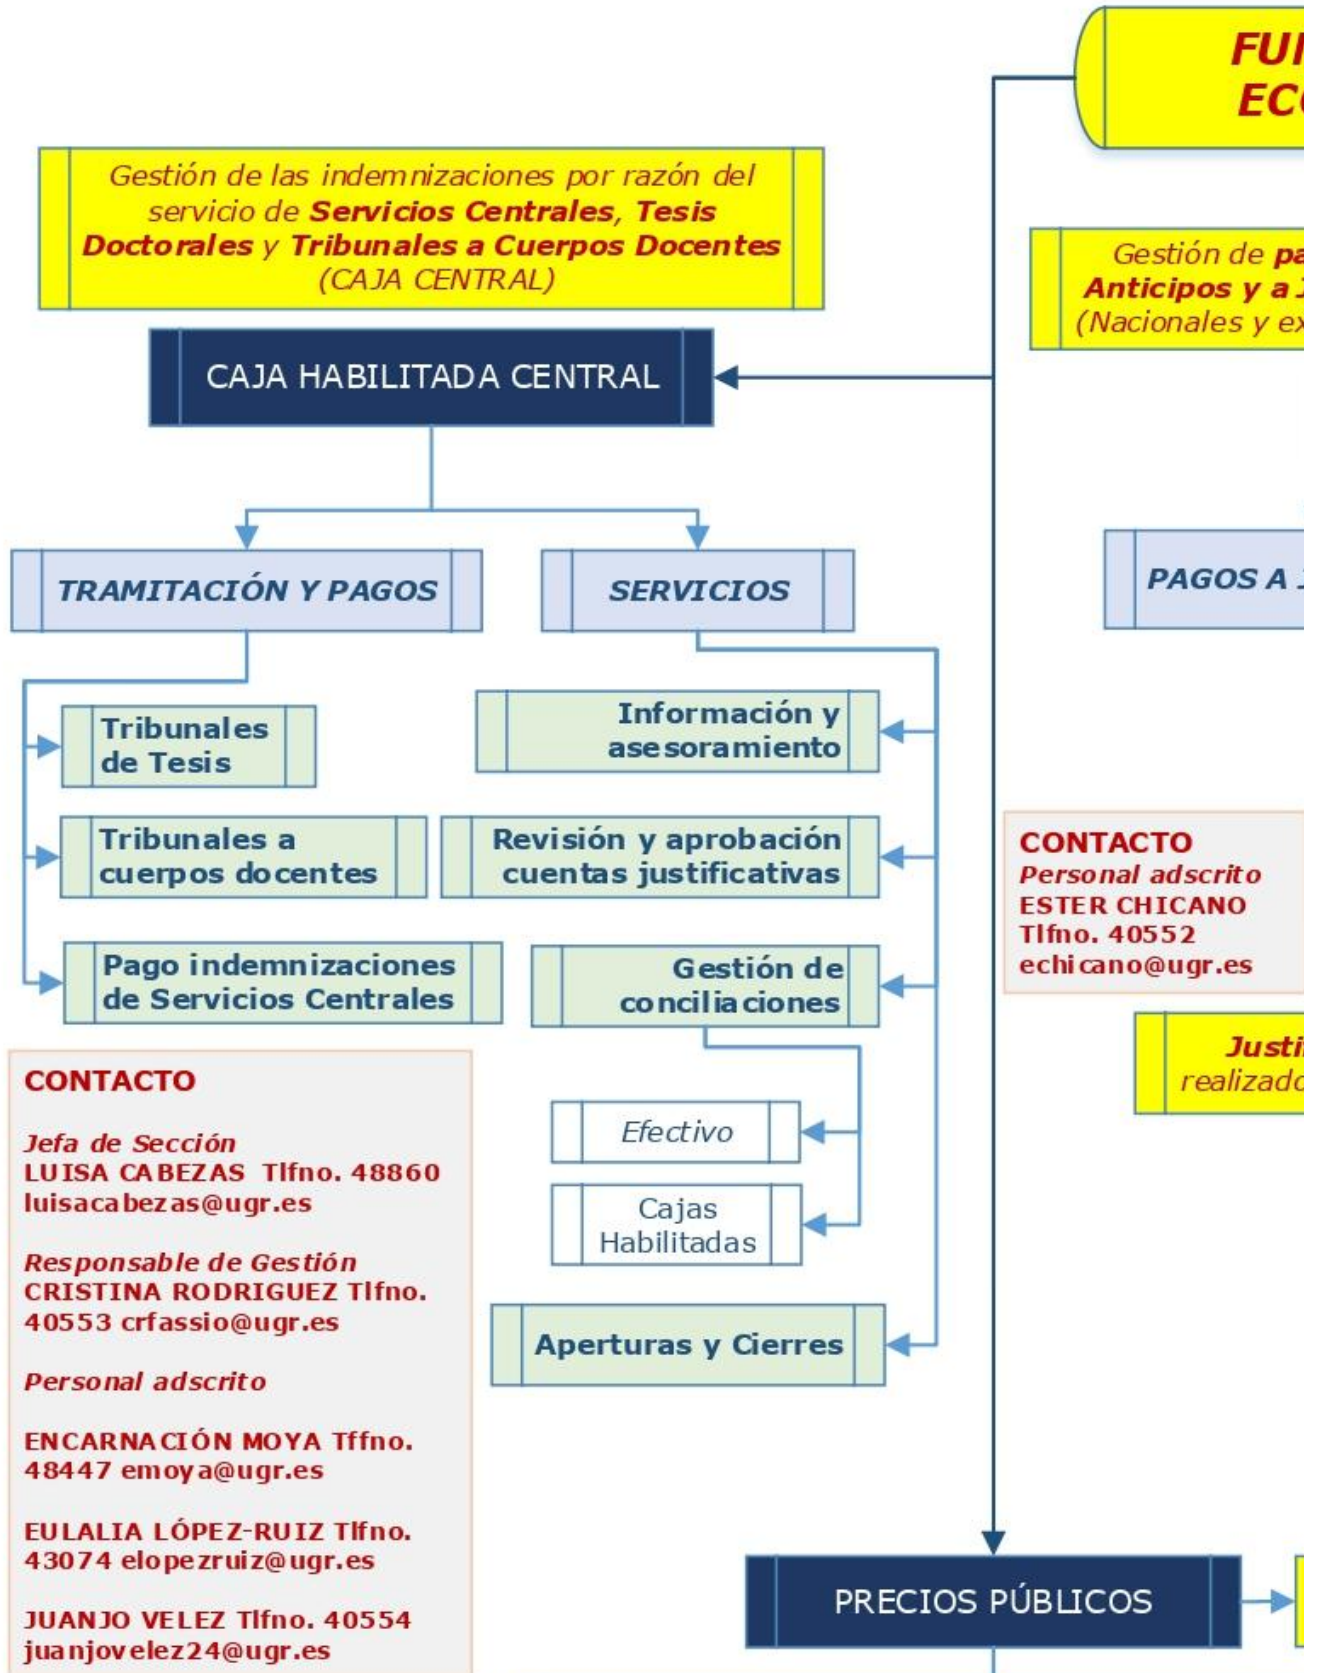 Gestión de las indemnizaciones por razón del
servicio de Servicios Centrales, Tesis
Doctorales y Tribunales a Cuerpos Docentes
(CAJA CENTRAL)
CAJA HABILITADA CENTRAL
TRAMITACIÓN Y PAGOS
Tribunales
de Tesis
Tribunales a
cuerpos docentes
Pago indemnizaciones
de Servicios Centrales
SERVICIOS
Información y
asesoramiento
Revisión y aprobación
cuentas justificativas
Gestión de
conciliaciones
Efectivo
Cajas
Habilitadas
Aperturas y Cierres
CONTACTO
Jefa de Sección
LUISA CABEZAS Tlfno. 48860
luisacabezas@ugr.es
Responsable de Gestión
CRISTINA RODRIGUEZ Tlfno.
40553 crfassio@ugr.es
Personal adscrito
ENCARNACIÓN MOYA Tffno.
48447 emoya@ugr.es
EULALIA LÓPEZ-RUIZ Tlfno.
43074 elopezruiz@ugr.es
JUANJO VELEZ Tlfno. 40554
juanjovelez24@ugr.es
Gestión de
Anticipos y a
(Nacionales y
PAGOS A
CONTACTO
Personal adscrito
ESTER CHICANO
Tlfno. 40552
echicano@ugr.es
PRECIOS PÚBLICOS